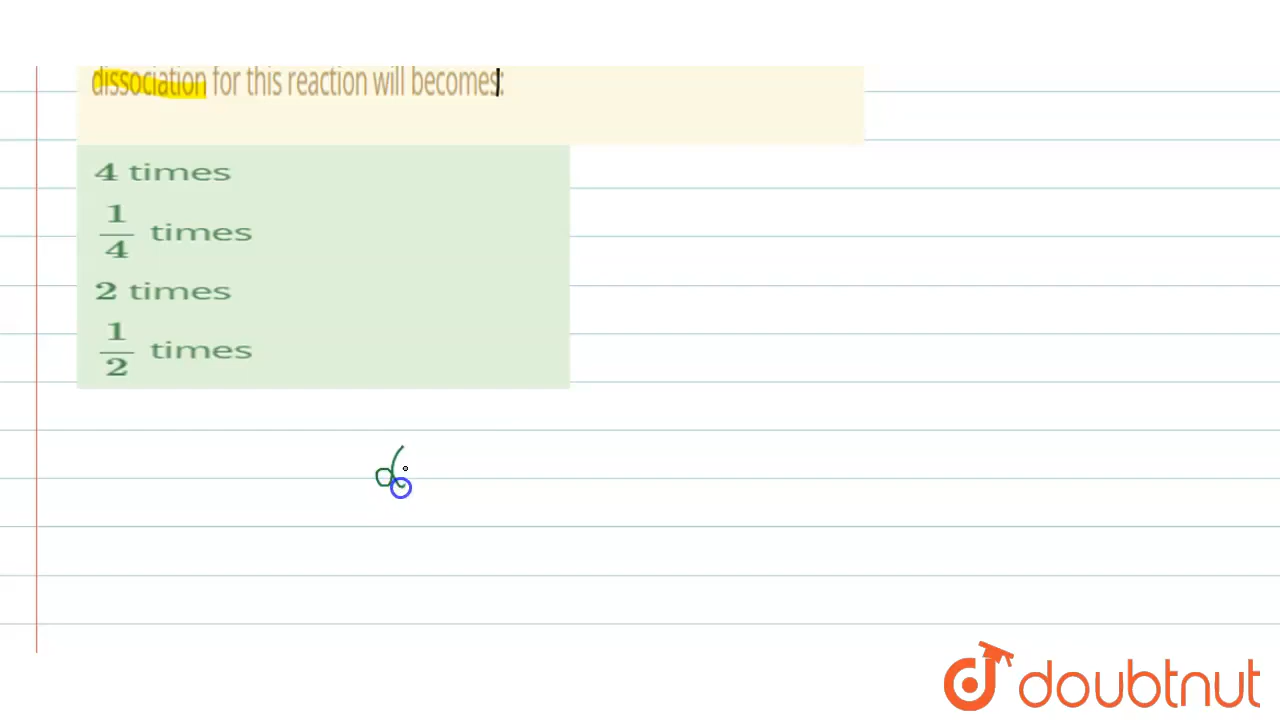 dissociation for this reaction will becomes:
4 times
1/4 times
2 times
1/2 times
α
doubtnut